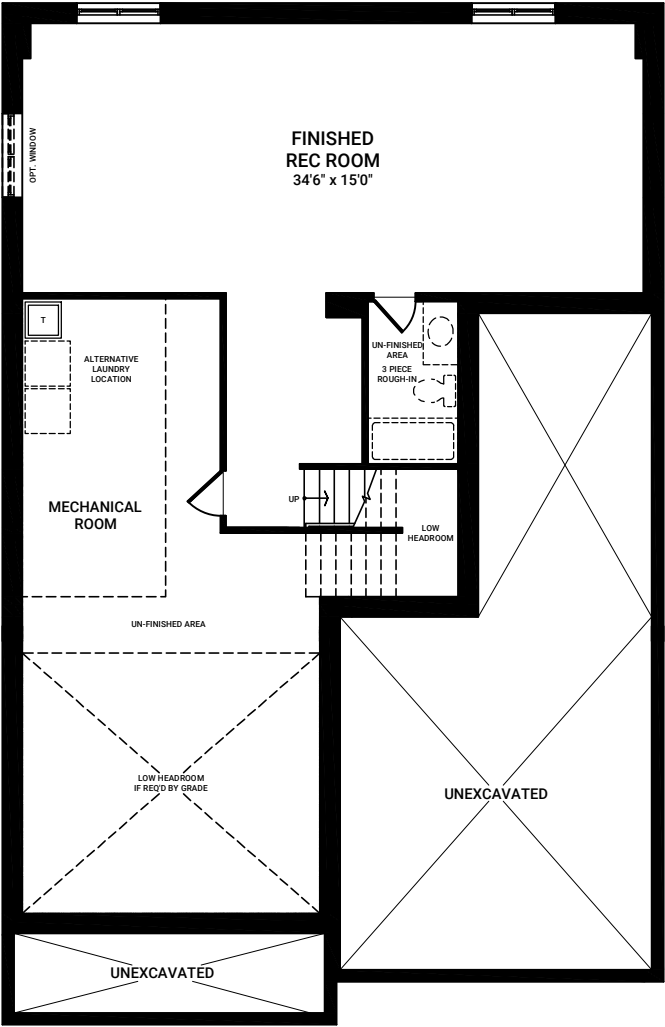 FINISHED
REC ROOM
34'6" x 15'0"
OPT. WINDOW
T
ALTERNATIVE
LAUNDRY
LOCATION
UN-FINISHED
AREA
3 PIECE
ROUGH-IN
MECHANICAL
ROOM
UP
LOW
HEADROOM
UN-FINISHED AREA
LOW HEADROOM
IF REQ'D BY GRADE
UNEXCAVATED
UNEXCAVATED